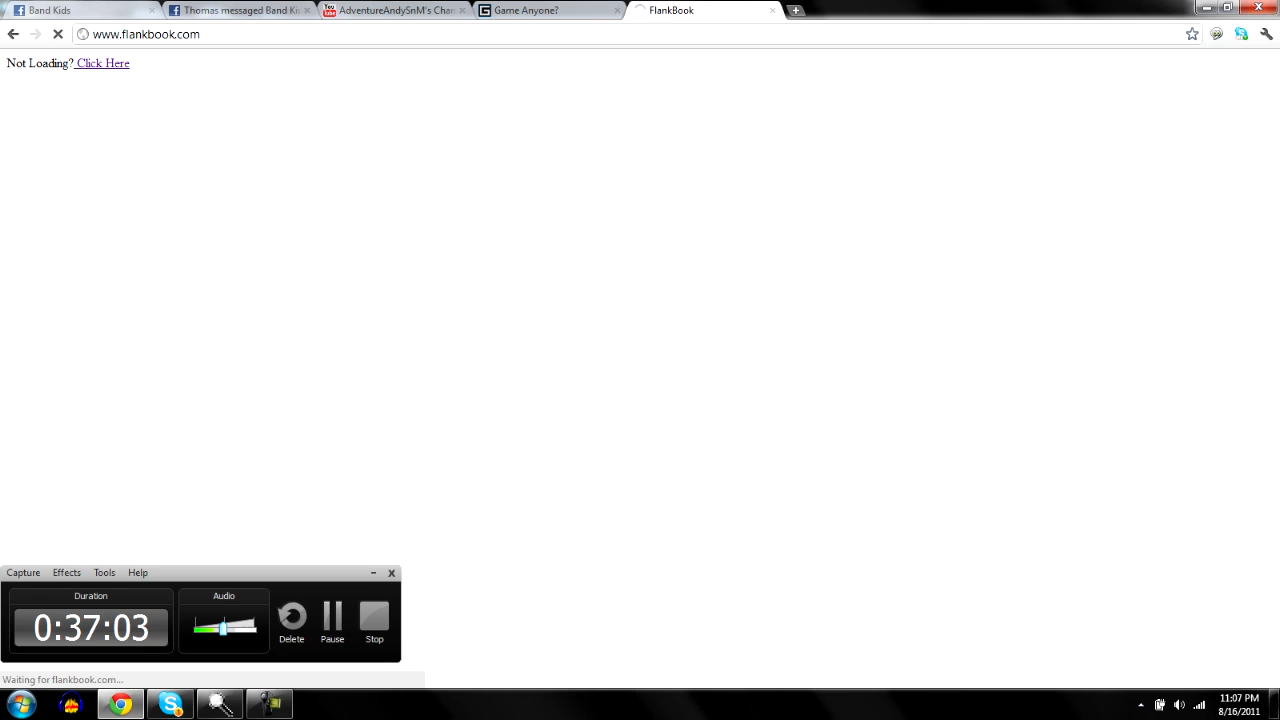 Band Kids
Thomas messaged Band Ki
AdventureAndySnM's Chan
Game Anyone?
FlankBook
www.flankbook.com
Not Loading? Click Here
Capture Effects Tools Help
Duration
Audio
0:37:03
Delete Pause Stop
Waiting for flankbook.com...
11:07 PM
8/16/2011